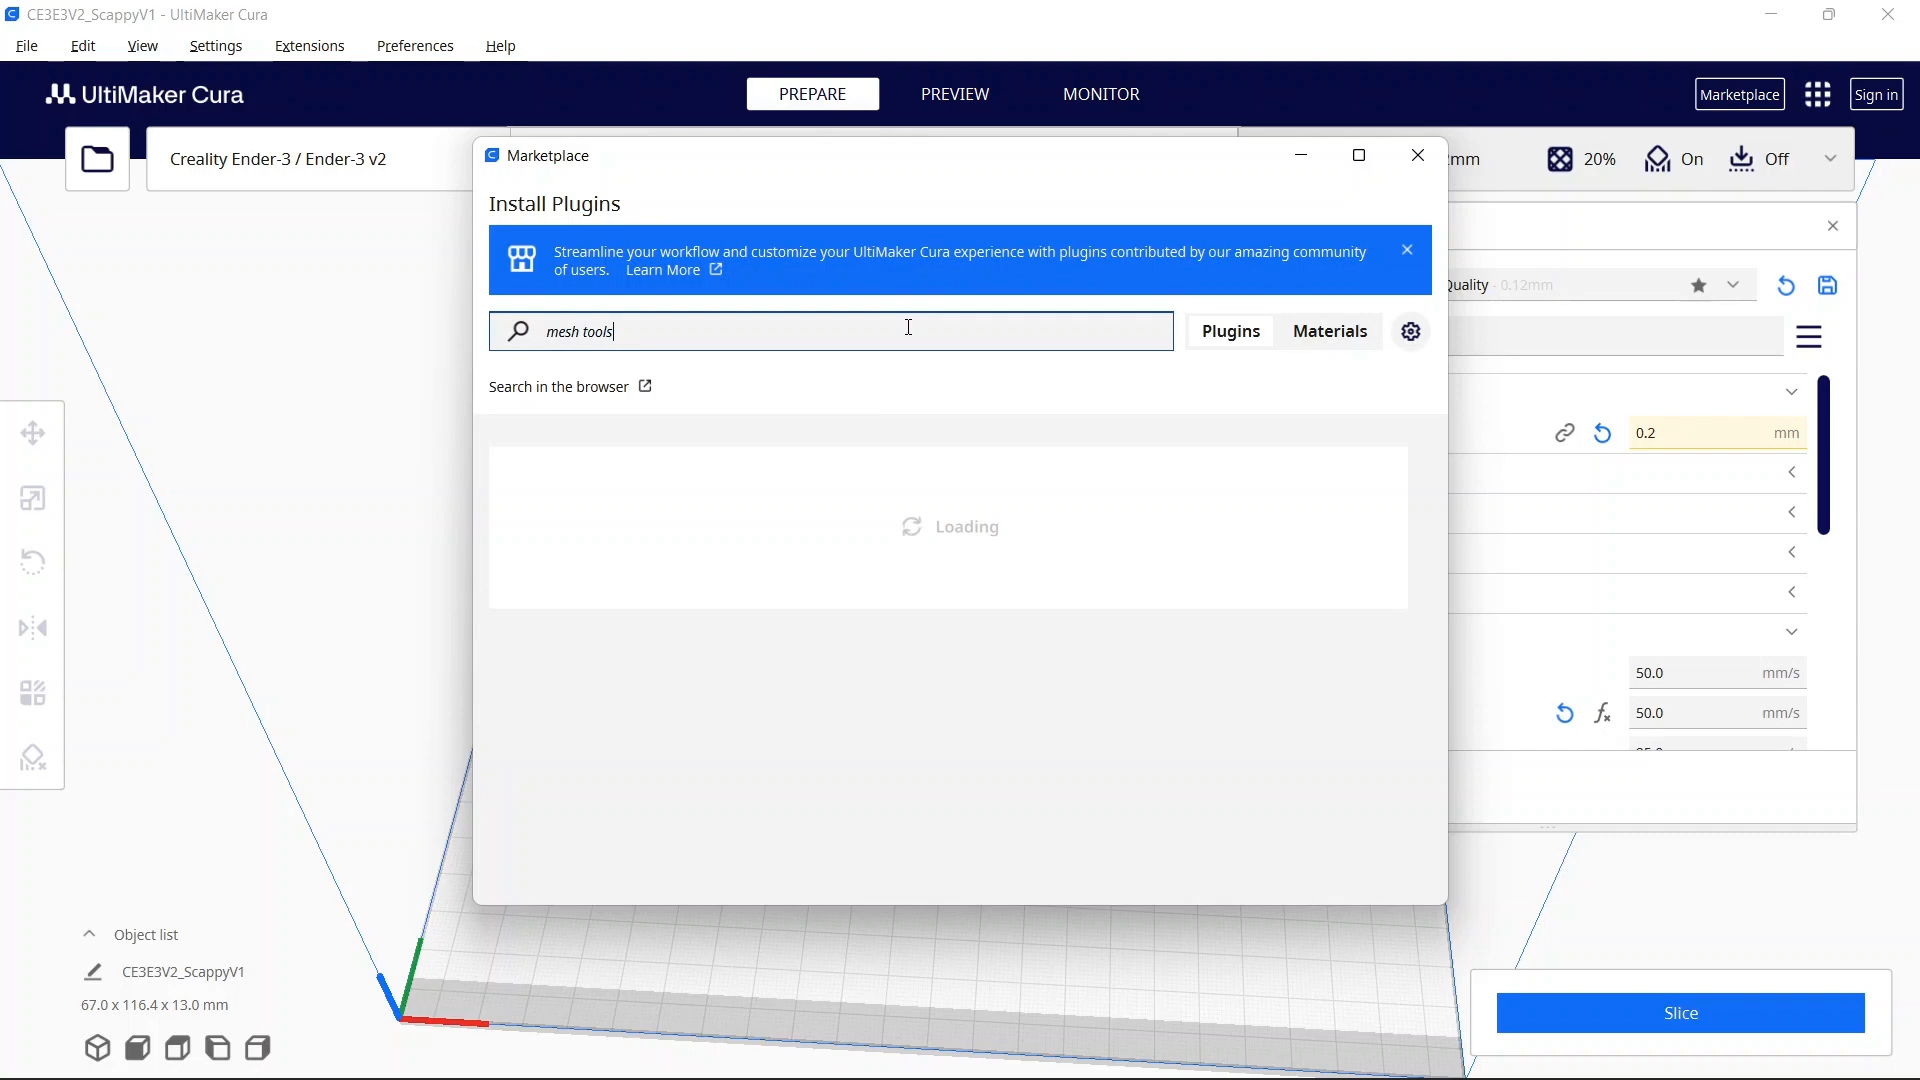 CE3E3V2_ScappyV1 - UltiMaker Cura
File Edit View Settings Extensions Preferences Help
UltiMaker Cura PREPARE PREVIEW MONITOR Marketplace Sign in
Creality Ender-3 / Ender-3 v2
mm 20% On Off
Marketplace
Install Plugins
Streamline your workflow and customize your UltiMaker Cura experience with plugins contributed by our amazing community
of users. Learn More
Quality - 0.12mm
mesh tools
Plugins Materials
Search in the browser
0.2 mm
Loading
50.0 mm/s
50.0 mm/s
Object list
CE3E3V2_ScappyV1
67.0 x 116.4 x 13.0 mm
Slice